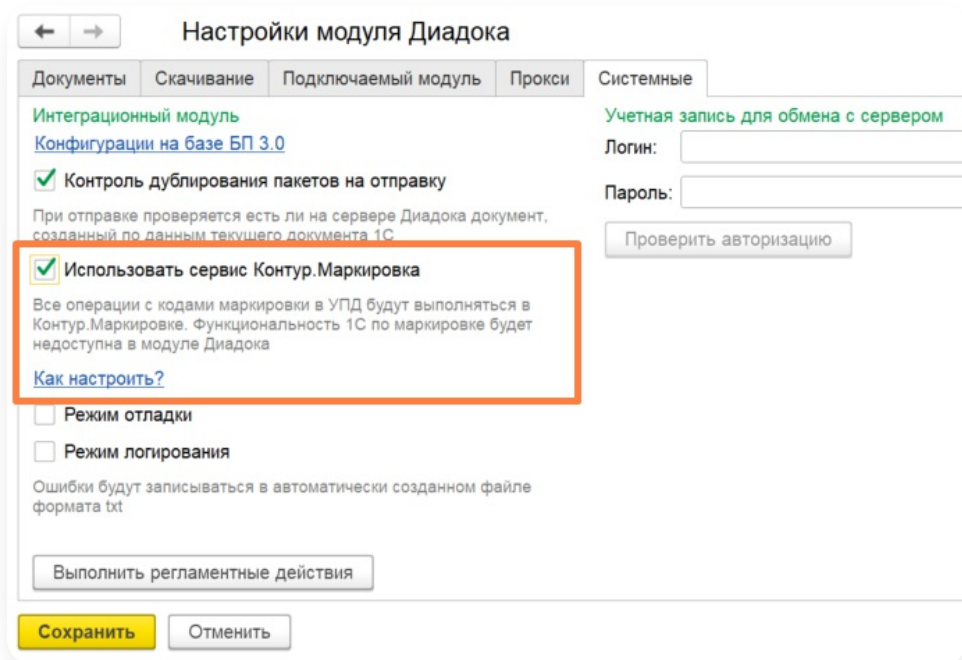 Настройки модуля Диадока
Документы Скачивание Подключаемый модуль Прокси Системные
Интеграционный модуль
Конфигурации на базе БП 3.0
Контроль дублирования пакетов на отправку
При отправке проверяется есть ли на сервере Диадока документ,
созданный по данным текущего документа 1С
Использовать сервис Контур.Маркировка
Все операции с кодами маркировки в УПД будут выполняться в
Контур.Маркировке. Функциональность 1С по маркировке будет
недоступна в модуле Диадока
Как настроить?
Режим отладки
Режим логирования
Ошибки будут записываться в автоматически созданном файле
формата txt
Выполнить регламентные действия
Учетная запись для обмена с сервером
Логин:
Пароль:
Проверить авторизацию
Сохранить Отменить